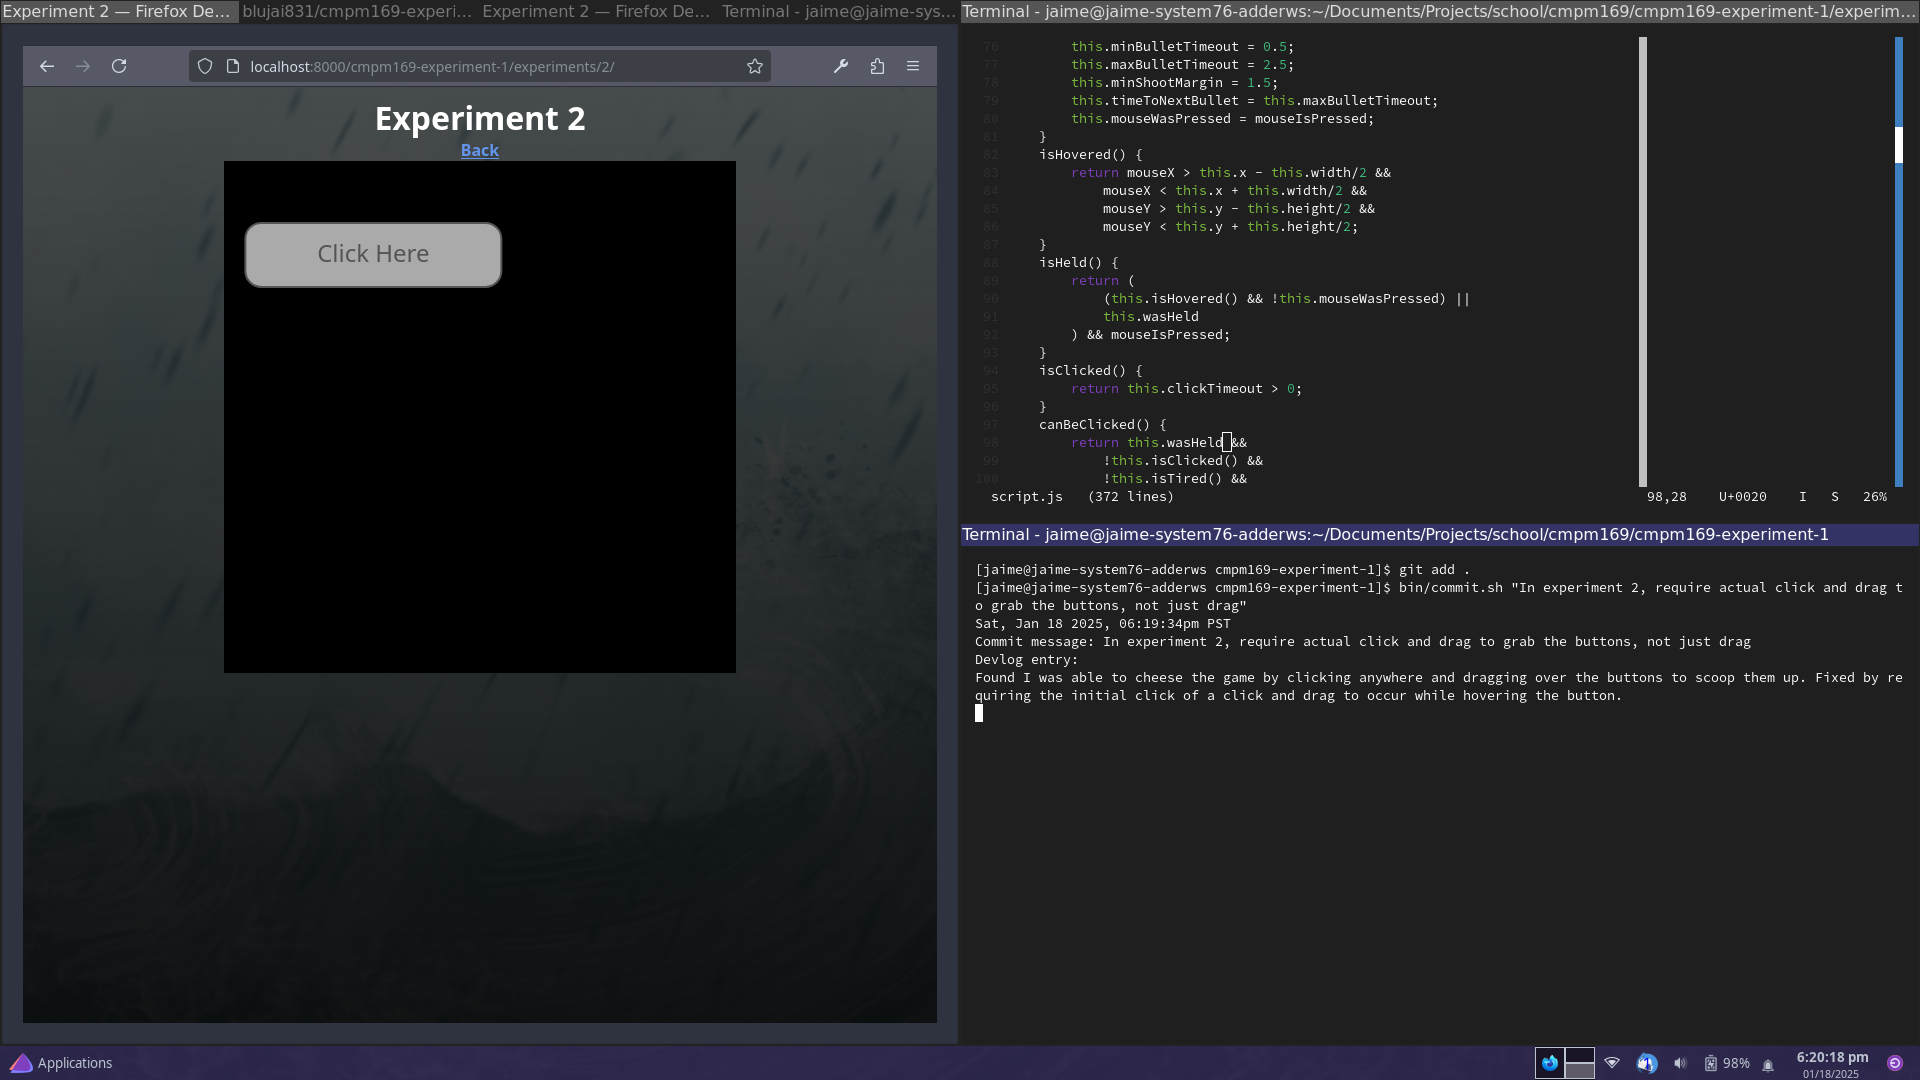 Experiment 2 — Firefox De...
blujai831/cmpm169-experi...
Experiment 2 — Firefox De...
Terminal - jaime@jaime-sys...
Terminal - jaime@jaime-system76-adderws:~/Documents/Projects/school/cmpm169/cmpm169-experiment-1/experim...
localhost:8000/cmpm169-experiment-1/experiments/2/
Experiment 2
Back
Click Here
76 this.minBulletTimeout = 0.5;
77 this.maxBulletTimeout = 2.5;
78 this.minShootMargin = 1.5;
79 this.timeToNextBullet = this.maxBulletTimeout;
80 this.mouseWasPressed = mouseIsPressed;
81 }
82 isHovered() {
83 return mouseX > this.x - this.width/2 &&
84 mouseX < this.x + this.width/2 &&
85 mouseY > this.y - this.height/2 &&
86 mouseY < this.y + this.height/2;
87 }
88 isHeld() {
89 return (
90 (this.isHovered() && !this.mouseWasPressed) ||
91 this.wasHeld
92 ) && mouseIsPressed;
93 }
94 isClicked() {
95 return this.clickTimeout > 0;
96 }
97 canBeClicked() {
98 return this.wasHeld &&
99 !this.isClicked() &&
100 !this.isTired() &&
script.js (372 lines) 98,28 U+0020 I S 26%
Terminal - jaime@jaime-system76-adderws:~/Documents/Projects/school/cmpm169/cmpm169-experiment-1
[jaime@jaime-system76-adderws cmpm169-experiment-1]$ git add .
[jaime@jaime-system76-adderws cmpm169-experiment-1]$ bin/commit.sh "In experiment 2, require actual click and drag t
o grab the buttons, not just drag"
Sat, Jan 18 2025, 06:19:34pm PST
Commit message: In experiment 2, require actual click and drag to grab the buttons, not just drag
Devlog entry:
Found I was able to cheese the game by clicking anywhere and dragging over the buttons to scoop them up. Fixed by re
quiring the initial click of a click and drag to occur while hovering the button.
Applications
98%
6:20:18 pm
01/18/2025